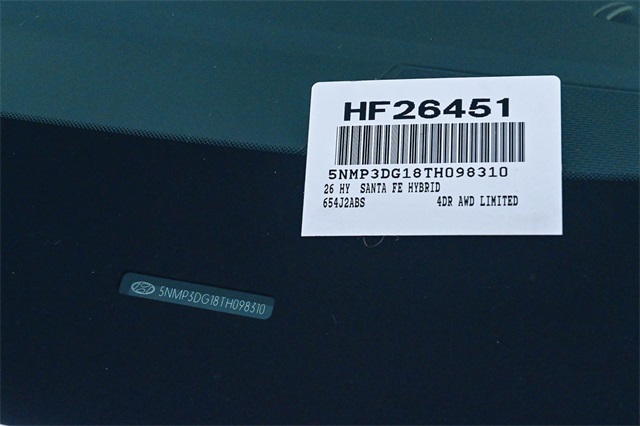 HF26451
5NMP3DG18TH098310
26 HY SANTA FE HYBRID
654J2ABS 4DR AWD LIMITED
5NMP3DG18TH098310